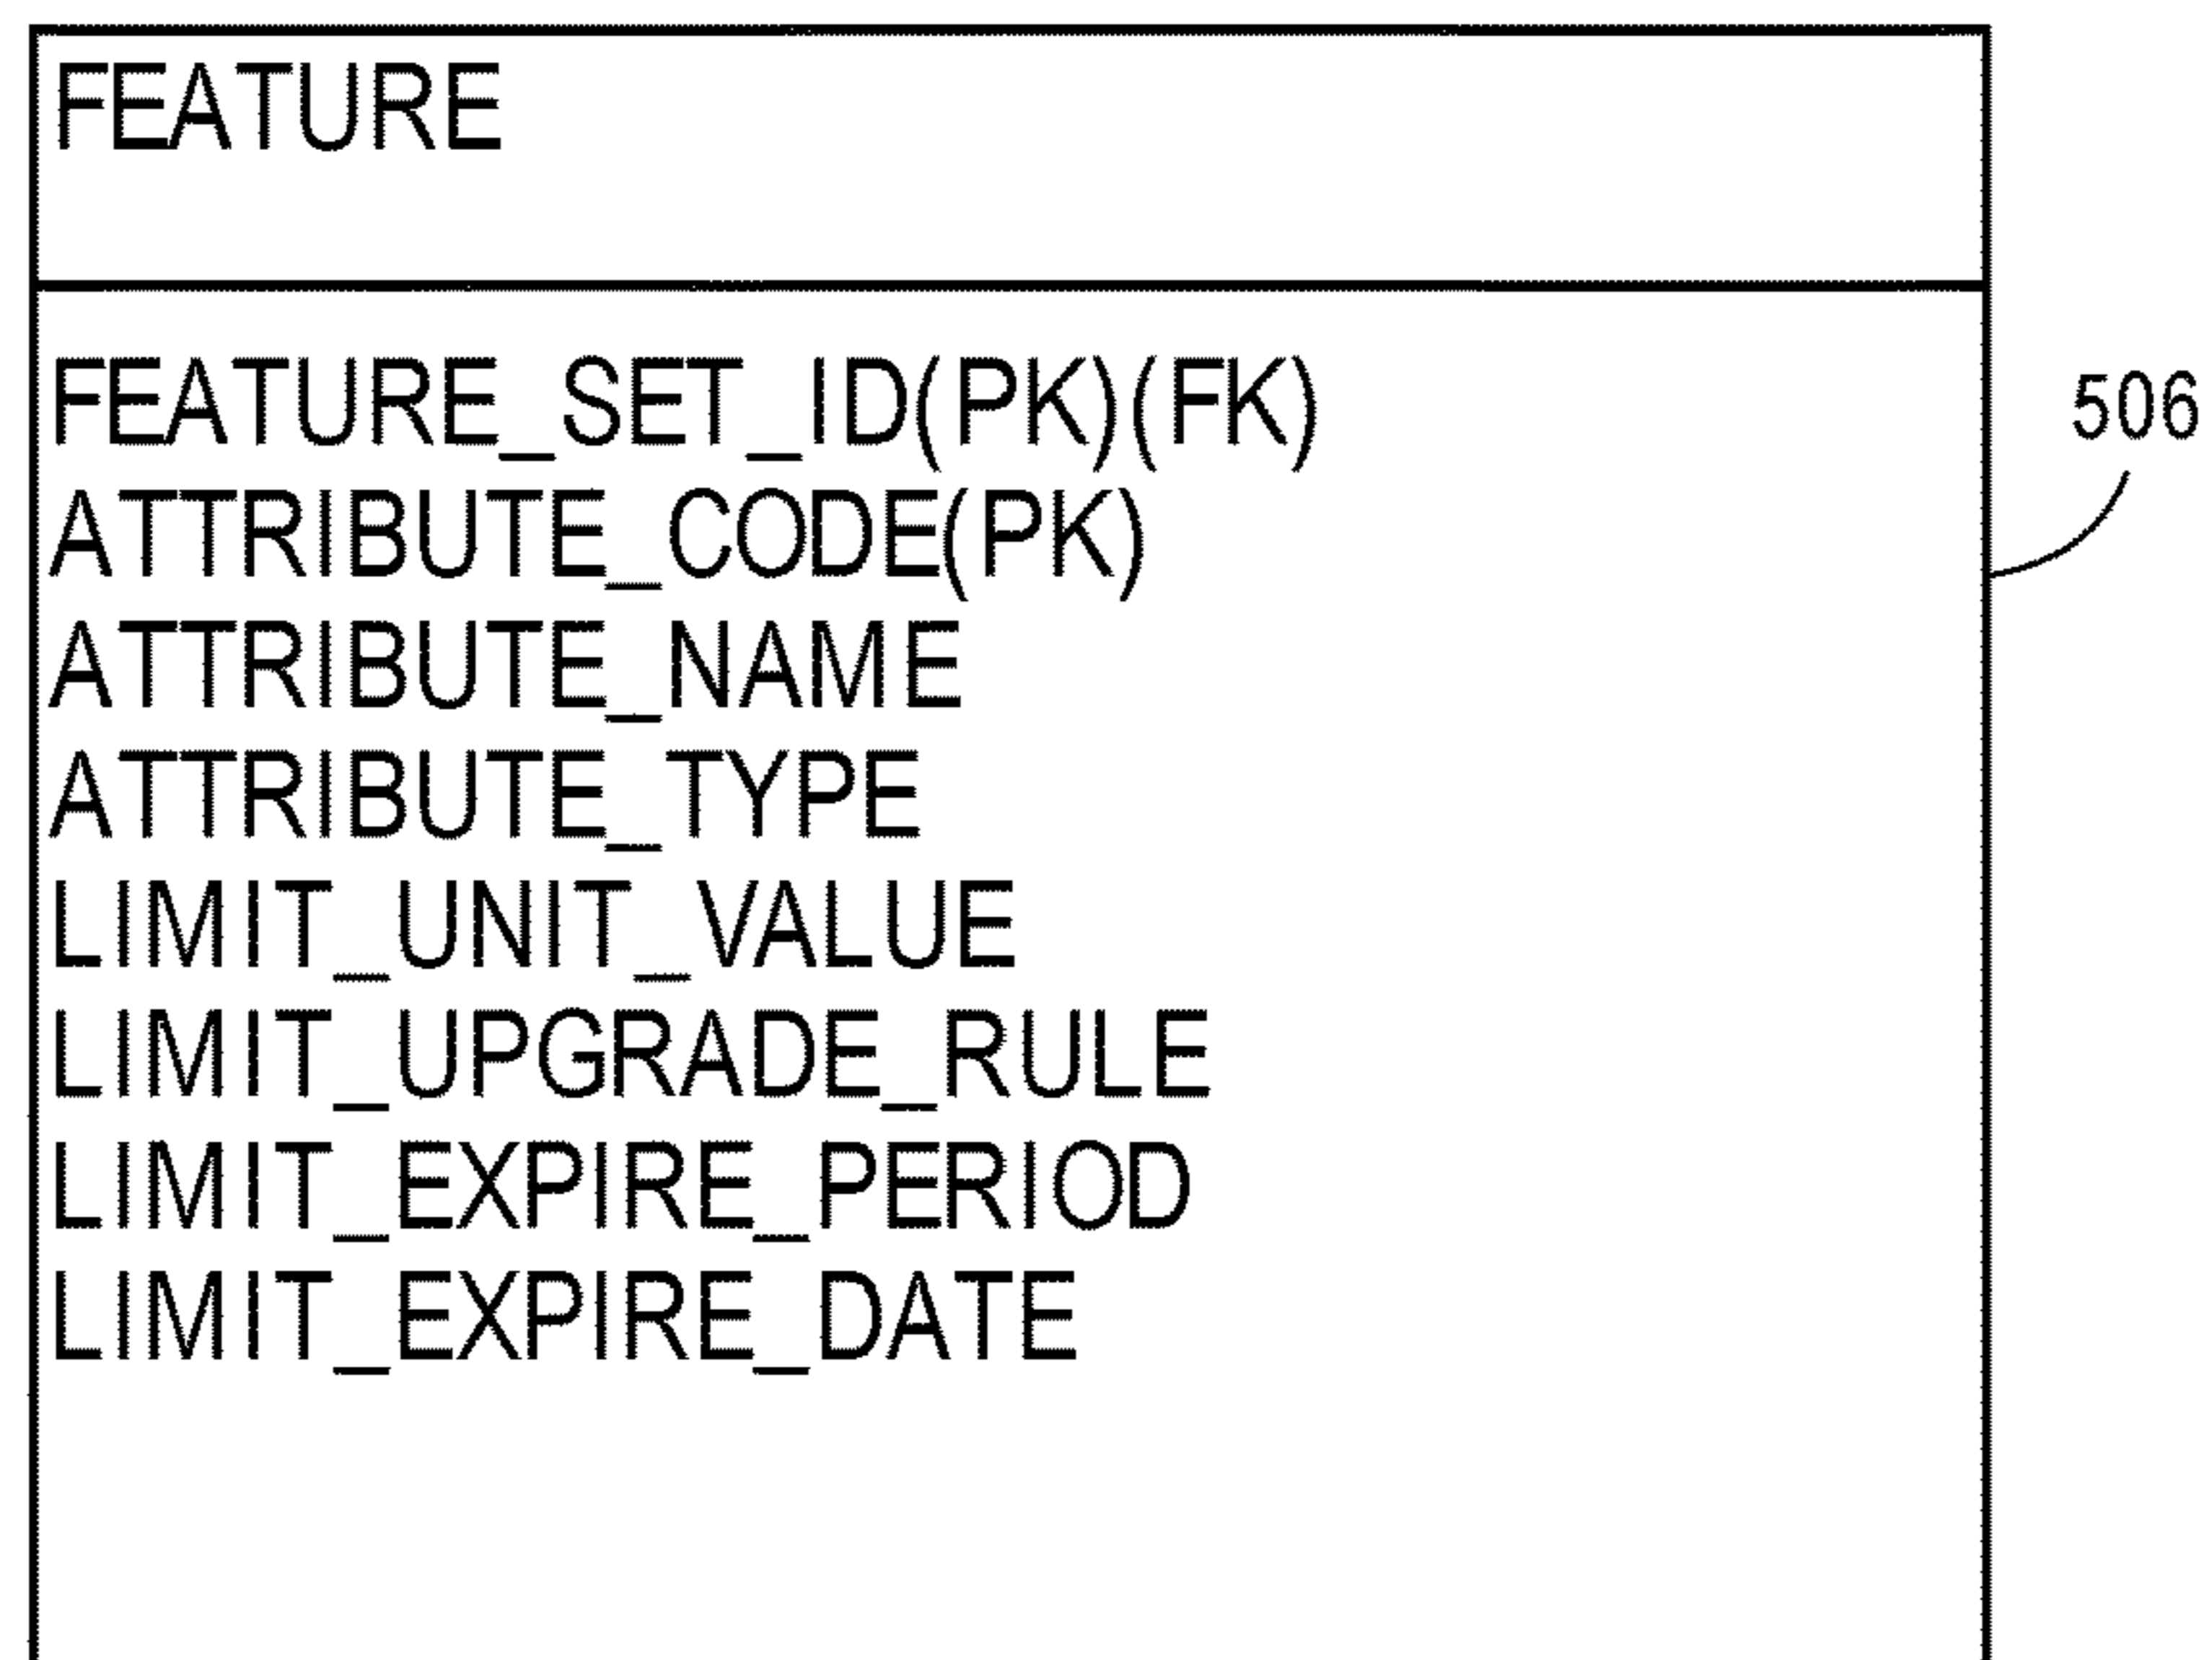 FEATURE
FEATURE_SET_ID(PK)(FK)
506
ATTRIBUTE_CODE(PK)
ATTRIBUTE_NAME
ATTRIBUTE_TYPE
LIMIT_UNIT_VALUE
LIMIT_UPGRADE_RULE
LIMIT_EXPIRE_PERIOD
LIMIT_EXPIRE_DATE